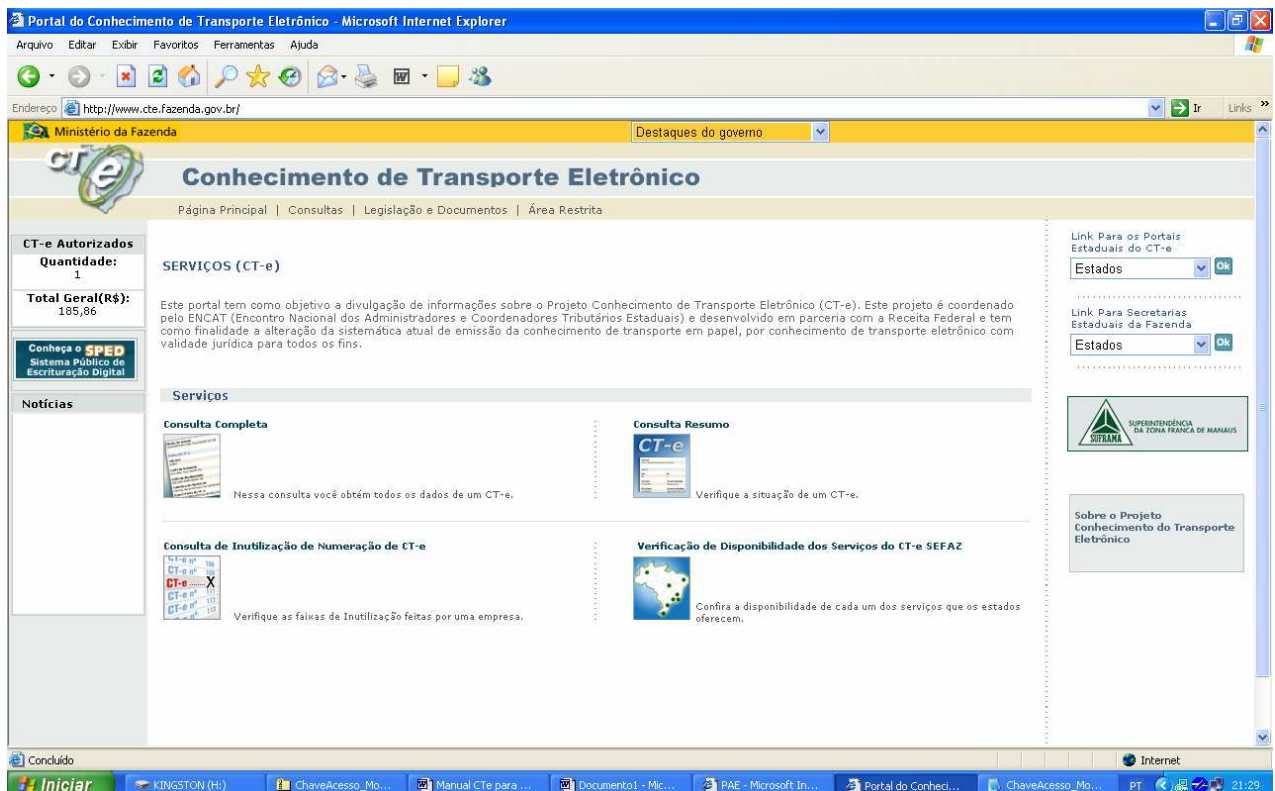 Portal do Conhecimento de Transporte Eletrônico - Microsoft Internet Explorer
Arquivo Editar Exibir Favoritos Ferramentas Ajuda
Endereço http://www.cte.fazenda.gov.br/ Ir Links »
Ministério da Fazenda Destaques do governo
CTe
Conhecimento de Transporte Eletrônico
Página Principal | Consultas | Legislação e Documentos | Área Restrita
CT-e Autorizados
Quantidade:
1
Total Geral(R$):
185,86
Conheça o SPED
Sistema Público de
Escrituração Digital
Notícias
SERVIÇOS (CT-e)
Este portal tem como objetivo a divulgação de informações sobre o Projeto Conhecimento de Transporte Eletrônico (CT-e). Este projeto é coordenado
pelo ENCAT (Encontro Nacional dos Administradores e Coordenadores Tributários Estaduais) e desenvolvido em parceria com a Receita Federal e tem
como finalidade a alteração da sistemática atual de emissão da conhecimento de transporte em papel, por conhecimento de transporte eletrônico com
validade jurídica para todos os fins.
Serviços
Consulta Completa
Nessa consulta você obtém todos os dados de um CT-e.
Consulta Resumo
CT-e
Verifique a situação de um CT-e.
Consulta de Inutilização de Numeração de CT-e
CT-e nº
CT-e X
CT-e nº 112
CT-e nº
Verifique as faixas de Inutilização feitas por uma empresa.
Verificação de Disponibilidade dos Serviços do CT-e SEFAZ
Confira a disponibilidade de cada um dos serviços que os estados
oferecem.
Link Para os Portais
Estaduais do CT-e
Estados Ok
Link Para Secretarias
Estaduais da Fazenda
Estados Ok
SUFRAMA
SUPERINTENDÊNCIA
DA ZONA FRANCA DE MANAUS
Sobre o Projeto
Conhecimento do Transporte
Eletrônico
Concluído Internet
Iniciar KINGSTON (H:) ChaveAcesso_Mo... Manual CTe para ... Documento1 - Mic... PAE - Microsoft In... Portal do Conheci... ChaveAcesso_Mo... PT 21:29